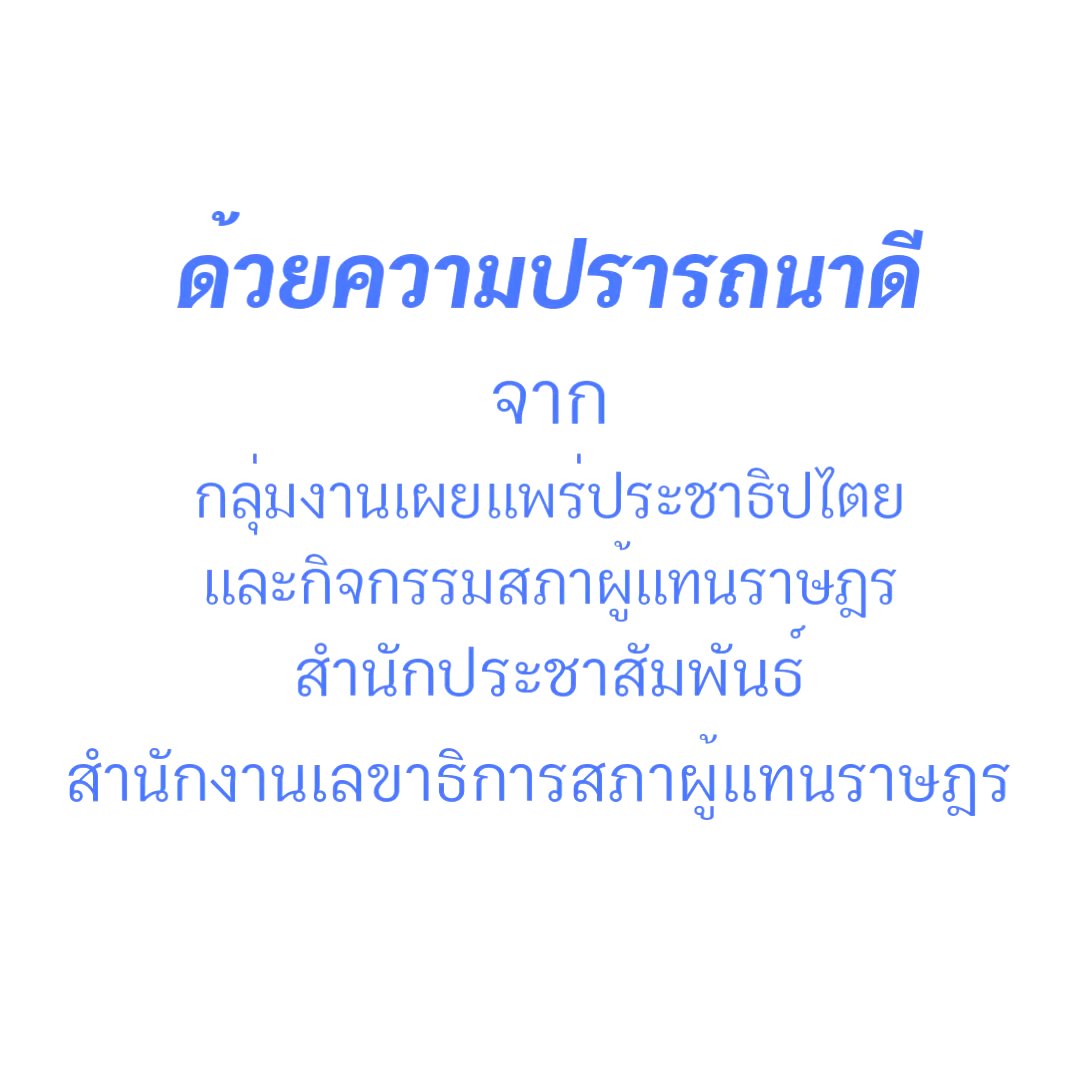 ด้วยความปรารถนาดี
จาก
กลุ่มงานเผยแพร่ประชาธิปไตย
และกิจกรรมสภาผู้แทนราษฎร
สำนักประชาสัมพันธ์
สำนักงานเลขาธิการสภาผู้แทนราษฎร